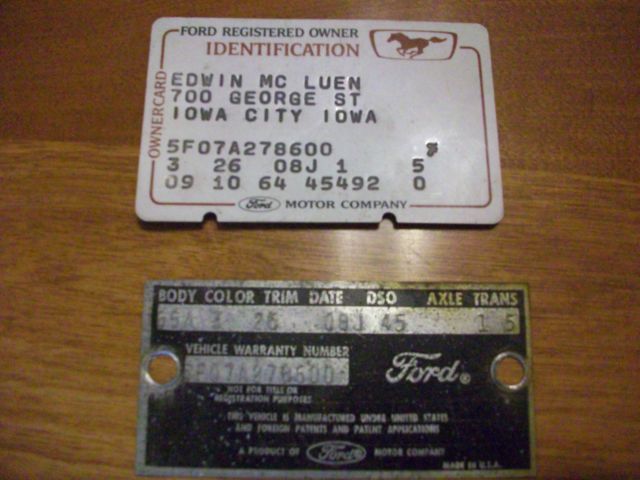 FORD REGISTERED OWNER
IDENTIFICATION
OWNERCARD
EDWIN MC LUEN
700 GEORGE ST
IOWA CITY IOWA
5F07A278600
3 26 08J 1 5
09 10 64 45492 0
Ford MOTOR COMPANY
BODY COLOR TRIM DATE DSO AXLE TRANS
26 08J 45 1 5
VEHICLE WARRANTY NUMBER
5F07A278600
Ford®
NOT FOR TITLE OR
REGISTRATION PURPOSES
THIS VEHICLE IS MANUFACTURED UNDER UNITED STATES
AND FOREIGN PATENTS AND PATENT APPLICATIONS
A PRODUCT OF Ford MOTOR COMPANY
MADE IN U.S.A.